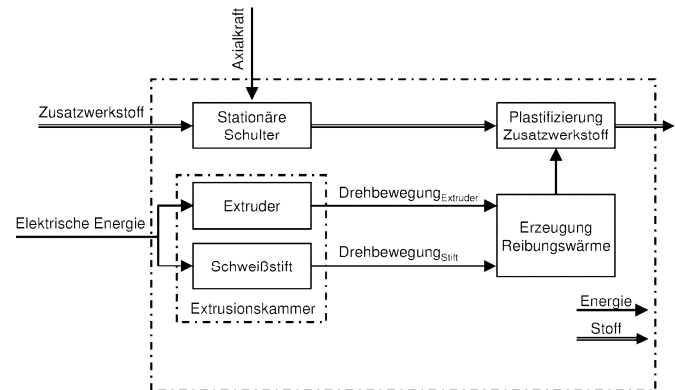 Axialkraft
Zusatzwerkstoff
Stationäre
Schulter
Plastifizierung
Zusatzwerkstoff
Elektrische Energie
Extruder
Drehbewegung_Extruder
Erzeugung
Reibungswärme
Schweißstift
Drehbewegung_Stift
Extrusionskammer
Energie
Stoff